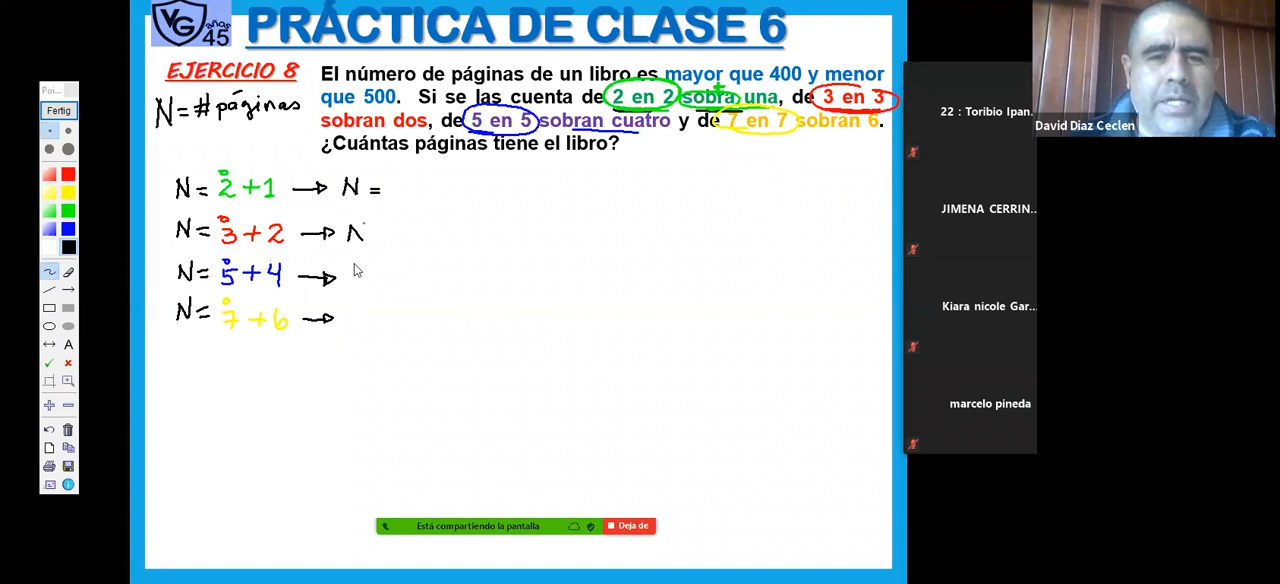 VG
años
45
PRÁCTICA DE CLASE 6
EJERCICIO 8
El número de páginas de un libro es mayor que 400 y menor
que 500. Si se las cuenta de 2 en 2 sobra una, de 3 en 3
sobran dos, de 5 en 5 sobran cuatro y de 7 en 7 sobran 6.
¿Cuántas páginas tiene el libro?
N = # páginas
N = 2̊ + 1 → N =
N = 3̊ + 2 → N
N = 5̊ + 4 →
N = 7̊ + 6 →
Poi...
Fertig
A
Está compartiendo la pantalla
Deja de
David Diaz Ceclen
22 : Toribio Ipan...
JIMENA CERRIN...
Kiara nicole Gar...
marcelo pineda